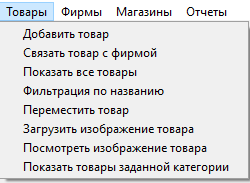 Товары Фирмы Магазины Отчеты
Добавить товар
Связать товар с фирмой
Показать все товары
Фильтрация по названию
Переместить товар
Загрузить изображение товара
Посмотреть изображение товара
Показать товары заданной категории